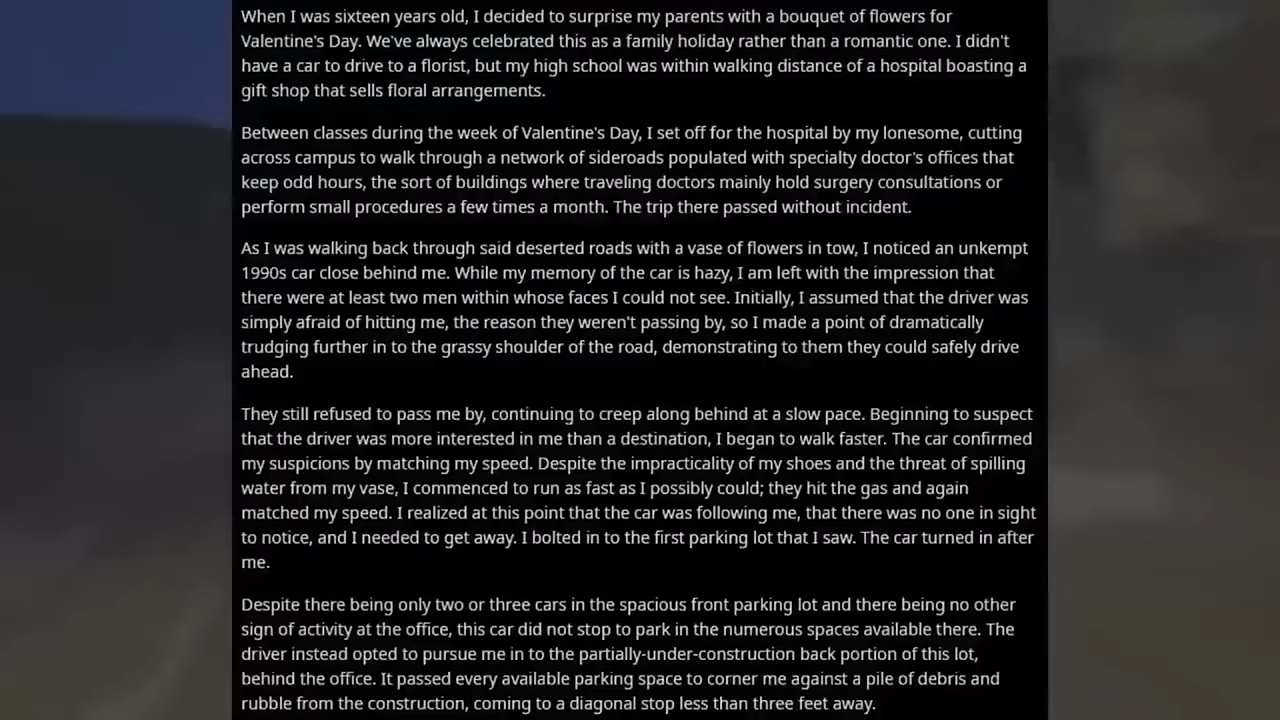 When I was sixteen years old, I decided to surprise my parents with a bouquet of flowers for
Valentine's Day. We've always celebrated this as a family holiday rather than a romantic one. I didn't
have a car to drive to a florist, but my high school was within walking distance of a hospital boasting a
gift shop that sells floral arrangements.
Between classes during the week of Valentine's Day, I set off for the hospital by my lonesome, cutting
across campus to walk through a network of sideroads populated with specialty doctor's offices that
keep odd hours, the sort of buildings where traveling doctors mainly hold surgery consultations or
perform small procedures a few times a month. The trip there passed without incident.
As I was walking back through said deserted roads with a vase of flowers in tow, I noticed an unkempt
1990s car close behind me. While my memory of the car is hazy, I am left with the impression that
there were at least two men within whose faces I could not see. Initially, I assumed that the driver was
simply afraid of hitting me, the reason they weren't passing by, so I made a point of dramatically
trudging further in to the grassy shoulder of the road, demonstrating to them they could safely drive
ahead.
They still refused to pass me by, continuing to creep along behind at a slow pace. Beginning to suspect
that the driver was more interested in me than a destination, I began to walk faster. The car confirmed
my suspicions by matching my speed. Despite the impracticality of my shoes and the threat of spilling
water from my vase, I commenced to run as fast as I possibly could; they hit the gas and again
matched my speed. I realized at this point that the car was following me, that there was no one in sight
to notice, and I needed to get away. I bolted in to the first parking lot that I saw. The car turned in after
me.
Despite there being only two or three cars in the spacious front parking lot and there being no other
sign of activity at the office, this car did not stop to park in the numerous spaces available there. The
driver instead opted to pursue me in to the partially-under-construction back portion of this lot,
behind the office. It passed every available parking space to corner me against a pile of debris and
rubble from the construction, coming to a diagonal stop less than three feet away.